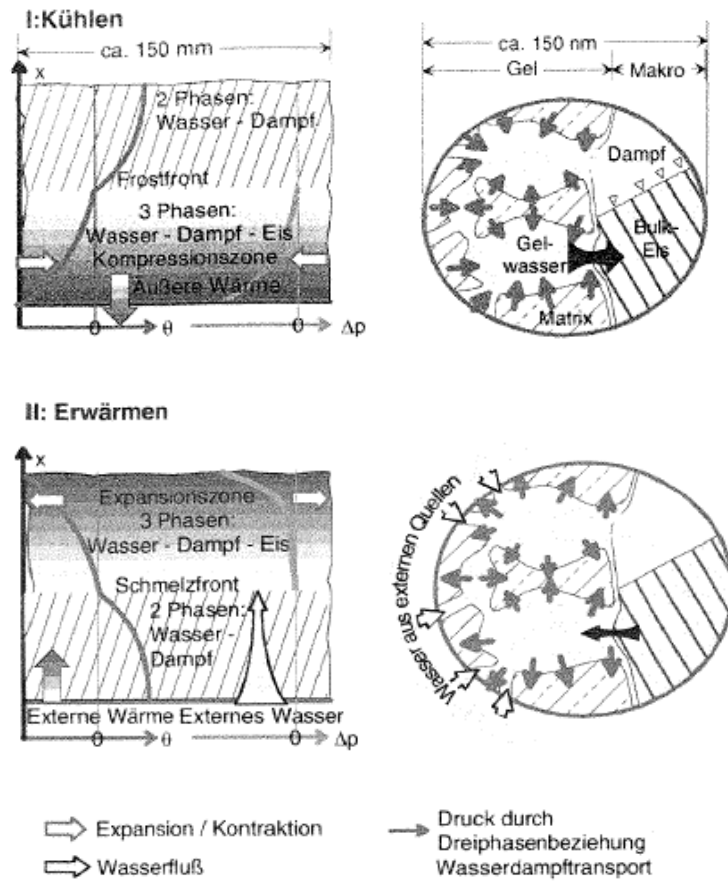 I:Kühlen
ca. 150 mm
x
2 Phasen:
Wasser - Dampf
Frostfront
3 Phasen:
Wasser - Dampf - Eis
Kompressionszone
Äußere Wärme
0
θ
0
Δp
ca. 150 nm
Gel
Makro
Dampf
Gel-
wasser
Bulk-
Eis
Matrix
II: Erwärmen
x
Expansionszone
3 Phasen:
Wasser - Dampf - Eis
Schmelzfront
2 Phasen:
Wasser -
Dampf
Externe Wärme Externes Wasser
0
θ
0
Δp
Wasser aus externen Quellen
Expansion / Kontraktion
Wasserfluß
Druck durch
Dreiphasenbeziehung
Wasserdampftransport